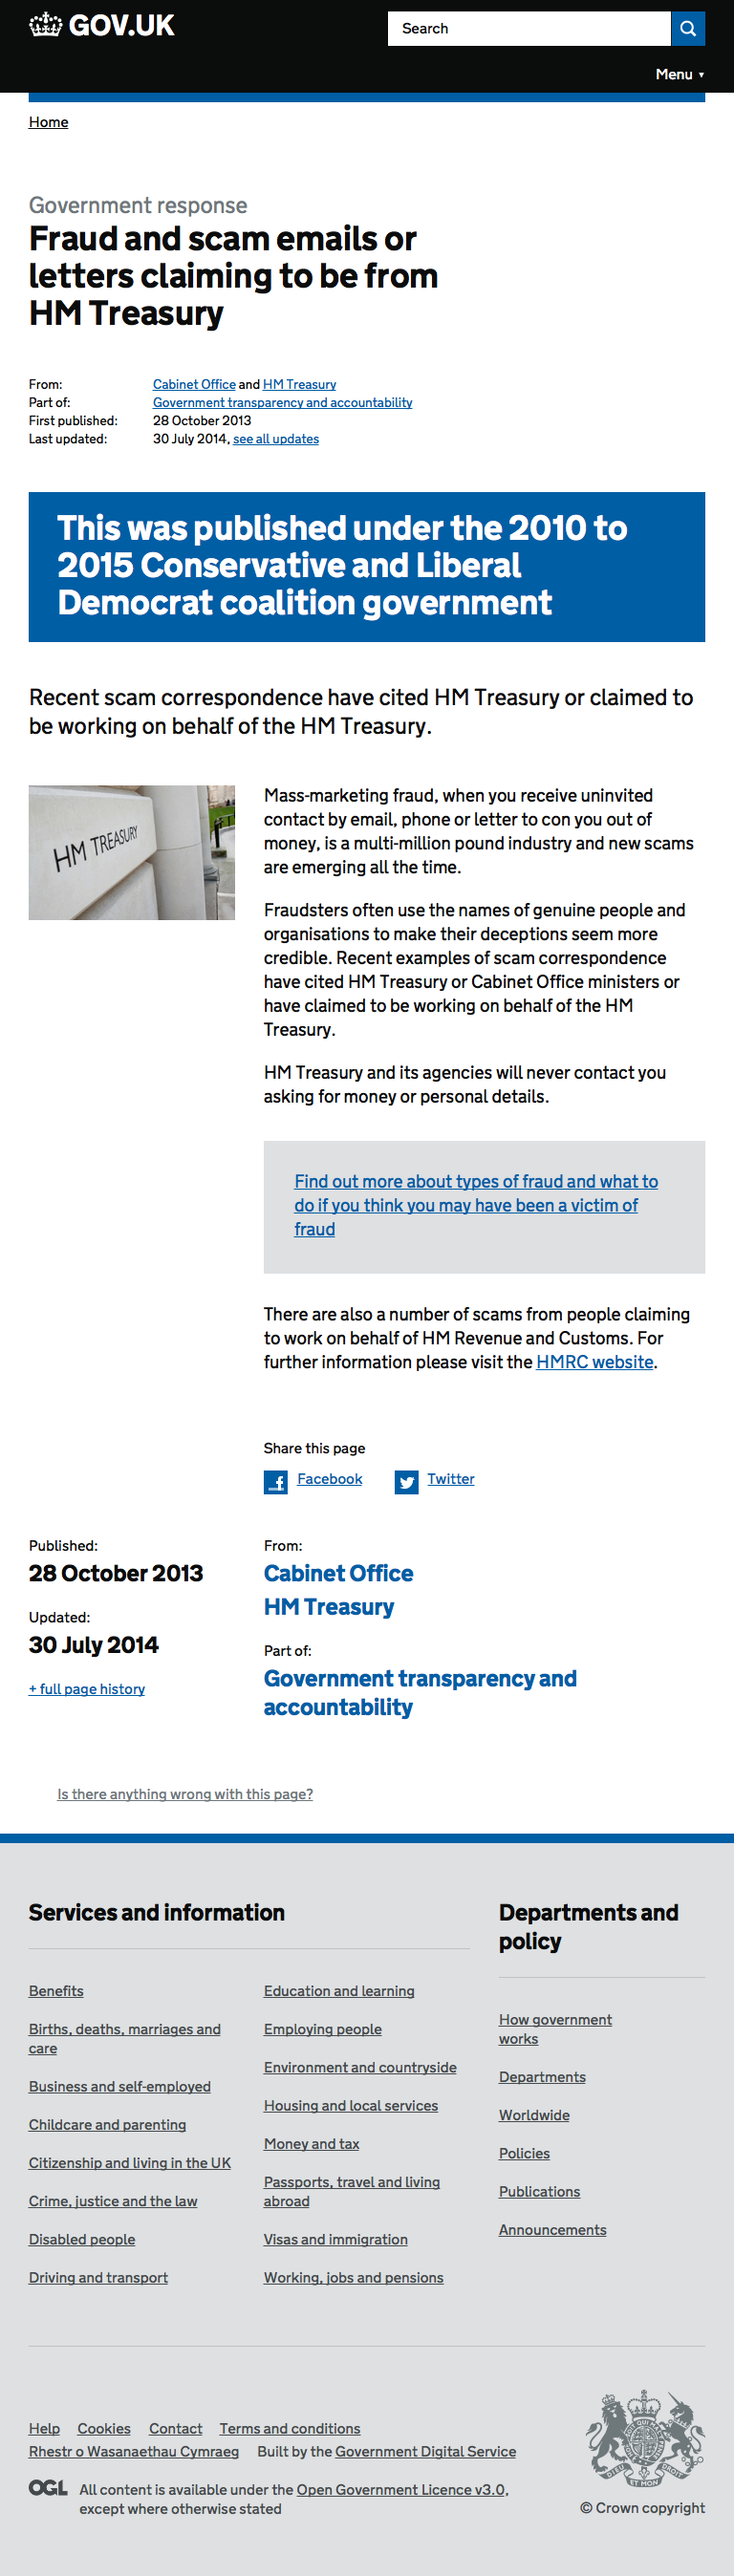 GOV.UK
Search
Menu ▼
Home
Government response
Fraud and scam emails or
letters claiming to be from
HM Treasury
From: Cabinet Office and HM Treasury
Part of: Government transparency and accountability
First published: 28 October 2013
Last updated: 30 July 2014, see all updates
This was published under the 2010 to
2015 Conservative and Liberal
Democrat coalition government
Recent scam correspondence have cited HM Treasury or claimed to
be working on behalf of the HM Treasury.
HM TREASURY
Mass-marketing fraud, when you receive uninvited
contact by email, phone or letter to con you out of
money, is a multi-million pound industry and new scams
are emerging all the time.
Fraudsters often use the names of genuine people and
organisations to make their deceptions seem more
credible. Recent examples of scam correspondence
have cited HM Treasury or Cabinet Office ministers or
have claimed to be working on behalf of the HM
Treasury.
HM Treasury and its agencies will never contact you
asking for money or personal details.
Find out more about types of fraud and what to
do if you think you may have been a victim of
fraud
There are also a number of scams from people claiming
to work on behalf of HM Revenue and Customs. For
further information please visit the HMRC website.
Share this page
Facebook Twitter
Published:
28 October 2013
Updated:
30 July 2014
+ full page history
From:
Cabinet Office
HM Treasury
Part of:
Government transparency and
accountability
Is there anything wrong with this page?
Services and information
Benefits
Births, deaths, marriages and
care
Business and self-employed
Childcare and parenting
Citizenship and living in the UK
Crime, justice and the law
Disabled people
Driving and transport
Education and learning
Employing people
Environment and countryside
Housing and local services
Money and tax
Passports, travel and living
abroad
Visas and immigration
Working, jobs and pensions
Departments and
policy
How government
works
Departments
Worldwide
Policies
Publications
Announcements
Help Cookies Contact Terms and conditions
Rhestr o Wasanaethau Cymraeg Built by the Government Digital Service
OGL All content is available under the Open Government Licence v3.0,
except where otherwise stated
DIEU ET MON DROIT
© Crown copyright